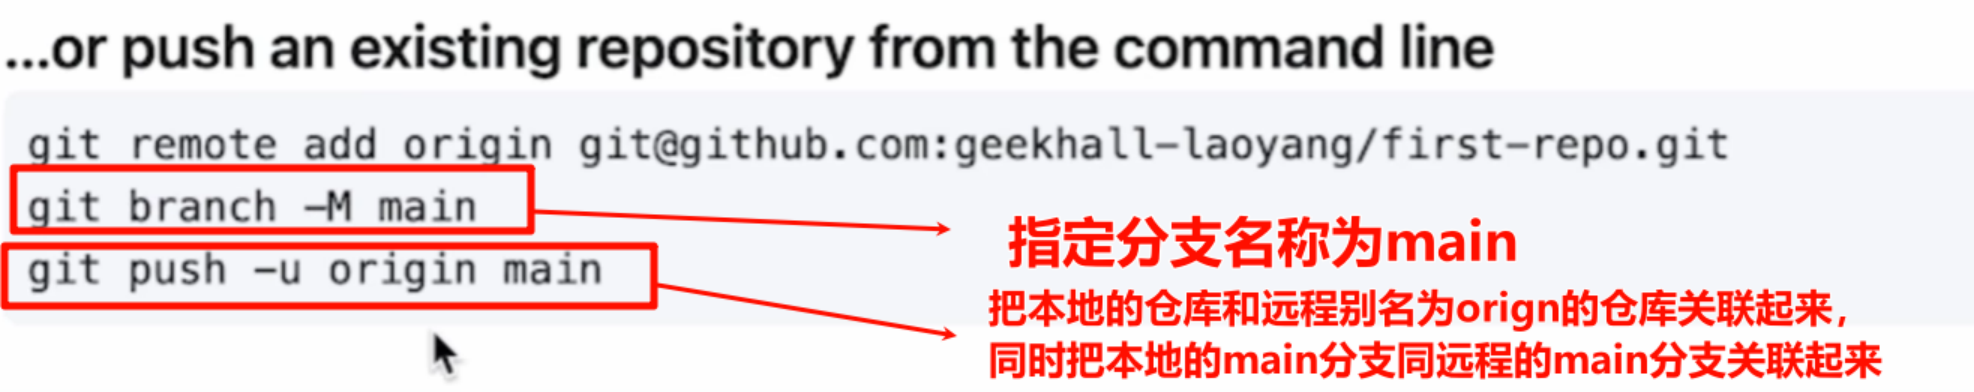 ...or push an existing repository from the command line
git remote add origin git@github.com:geekhall-laoyang/first-repo.git
git branch -M main
指定分支名称为main
git push -u origin main
把本地的仓库和远程别名为orign的仓库关联起来,
同时把本地的main分支同远程的main分支关联起来